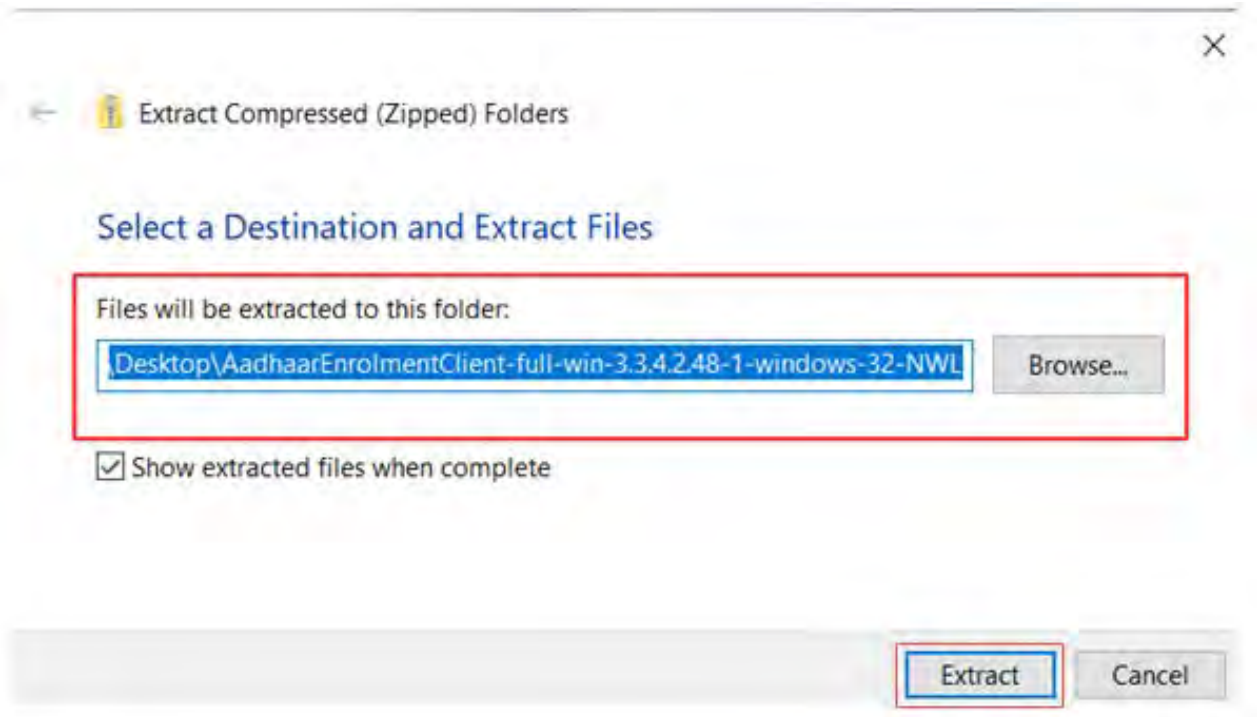 Extract Compressed (Zipped) Folders
Select a Destination and Extract Files
Files will be extracted to this folder:
\Desktop\AadhaarEnrolmentClient-full-win-3.3.4.2.48-1-windows-32-NWL
Browse...
Show extracted files when complete
Extract
Cancel